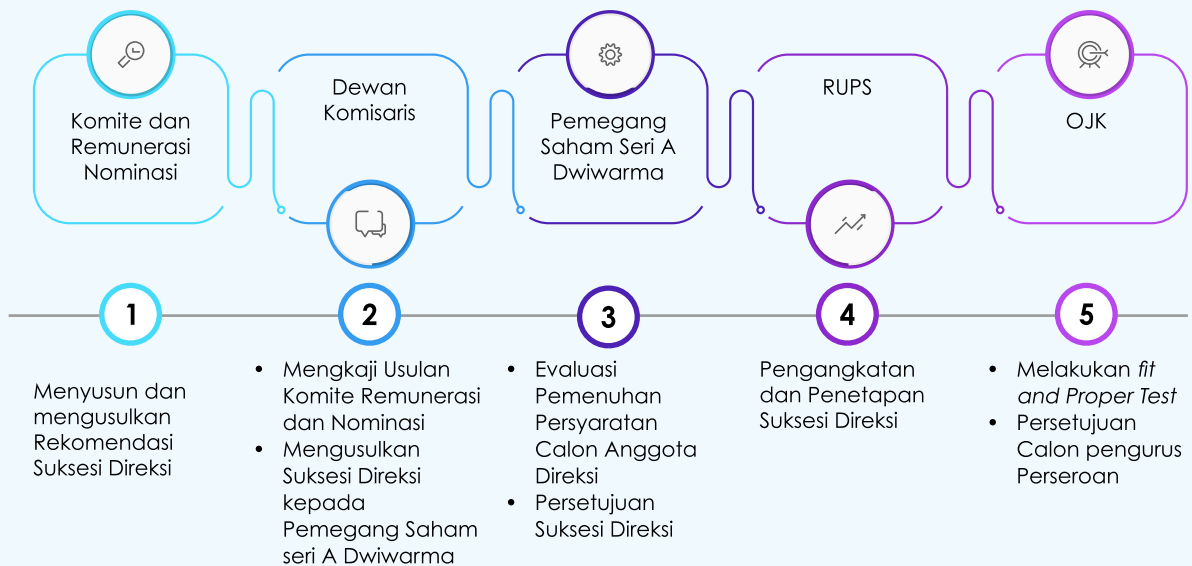 Komite dan
Remunerasi
Nominasi
Dewan
Komisaris
Pemegang
Saham Seri A
Dwiwarma
RUPS
OJK
1
2
3
4
5
Menyusun dan
mengusulkan
Rekomendasi
Suksesi Direksi
• Mengkaji Usulan
Komite Remunerasi
dan Nominasi
• Mengusulkan
Suksesi Direksi
kepada
Pemegang Saham
seri A Dwiwarma
• Evaluasi
Pemenuhan
Persyaratan
Calon Anggota
Direksi
• Persetujuan
Suksesi Direksi
Pengangkatan
dan Penetapan
Suksesi Direksi
• Melakukan fit
and Proper Test
• Persetujuan
Calon pengurus
Perseroan